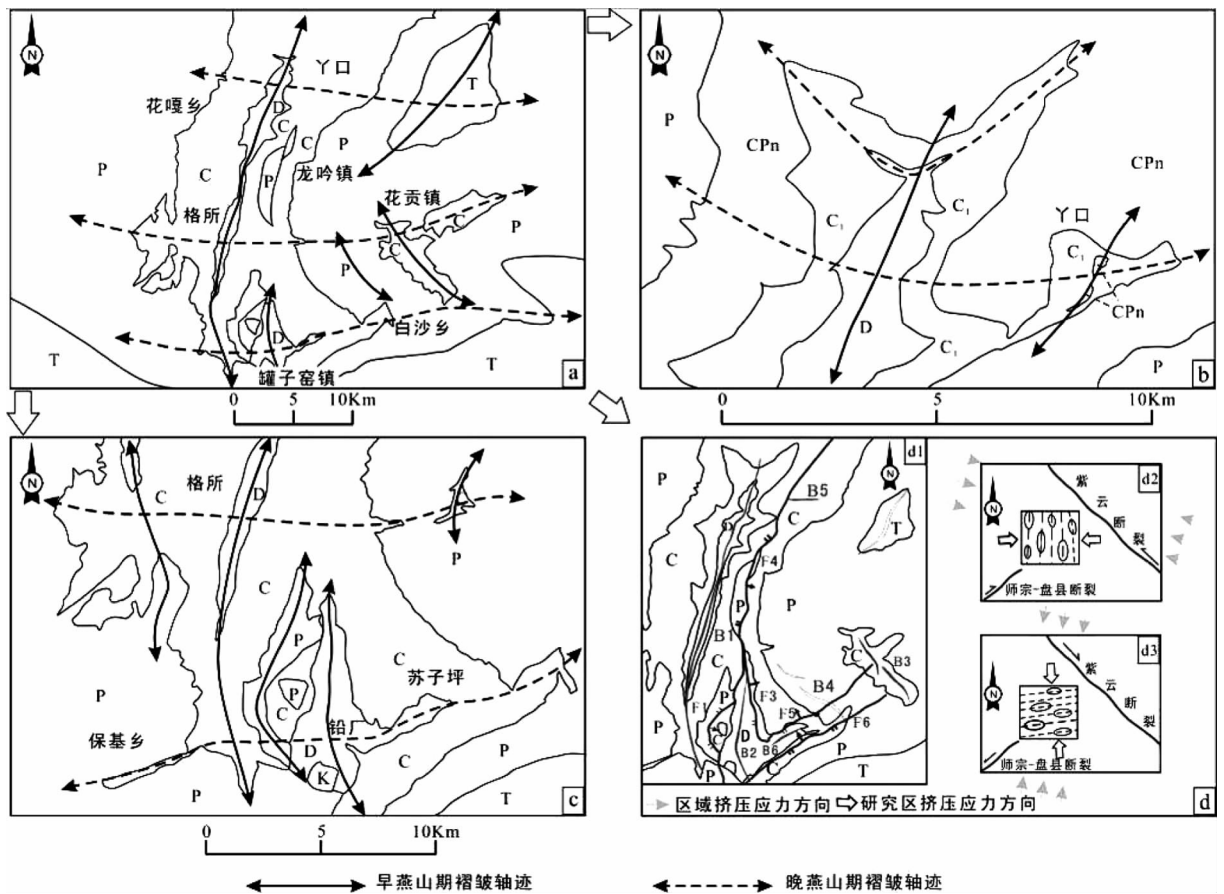 N
丫口
T
花嘎乡
D
C
C
P
P
C
P
龙吟镇
花贡镇
格所
C
P
C
P
D
白沙乡
T
罐子窑镇
T
a
0 5 10Km
N
P
CPn
CPn
C₁
丫口
C₁
D
C₁
CPn
P
b
0 5 10Km
N
格所
C
D
P
C
P
P
C
苏子坪
P
C
铅厂
保基乡
D
K
C
P
P
P
T
c
0 5 10Km
d1
N
B5
C
D
T
F4
C
P
P
B1
C
C
B3
P
B4
F1
P
F3
F5
C
D
F6
B2
B6
P
P
C
d2
N
紫云断裂
师宗-盘县断裂
d3
N
紫云断裂
师宗-盘县断裂
区域挤压应力方向 研究区挤压应力方向
d
早燕山期褶皱轴迹 晚燕山期褶皱轴迹